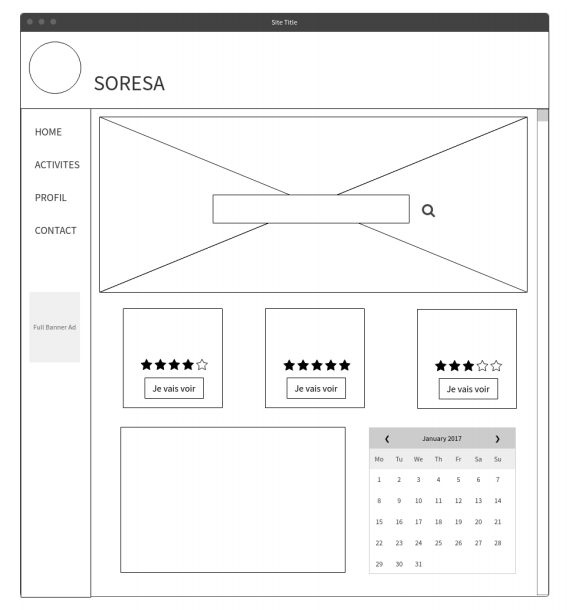 Site Title
SORESA
HOME
ACTIVITES
PROFIL
CONTACT
Full Banner Ad
Je vais voir
Je vais voir
Je vais voir
January 2017
Mo Tu We Th Fr Sa Su
1 2 3 4 5 6 7
8 9 10 11 12 13 14
15 16 17 18 19 20 21
22 23 24 25 26 27 28
29 30 31